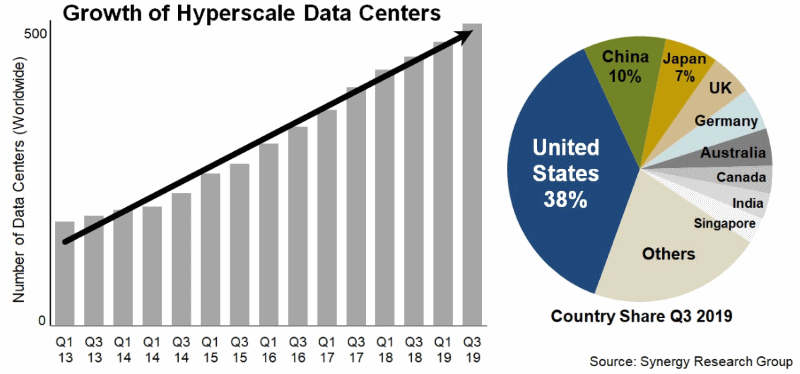 Growth of Hyperscale Data Centers
Number of Data Centers (Worldwide)
500
0
Q1 Q3 Q1 Q3 Q1 Q3 Q1 Q3 Q1 Q3 Q1 Q3 Q1 Q3
13 13 14 14 15 15 16 16 17 17 18 18 19 19
China
10%
Japan
7%
UK
Germany
Australia
Canada
India
Singapore
Others
United
States
38%
Country Share Q3 2019
Source: Synergy Research Group